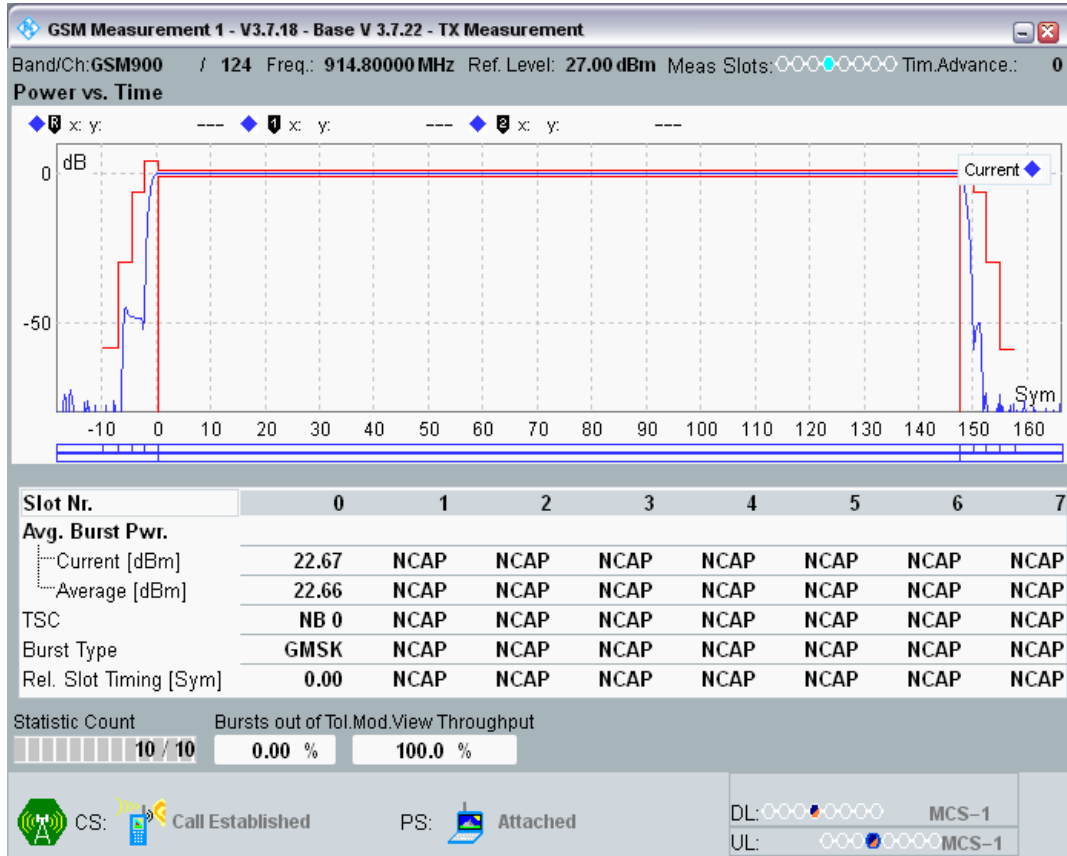 GSM Measurement 1 - V3.7.18 - Base V 3.7.22 - TX Measurement
Band/Ch:GSM900 / 124 Freq.: 914.80000 MHz Ref. Level: 27.00 dBm Meas Slots: Tim.Advance.: 0
Power vs. Time
R x: y: --- 1 x: y: --- 2 x: y: ---
dB
0
Current
-50
Sym
-10 0 10 20 30 40 50 60 70 80 90 100 110 120 130 140 150 160
Slot Nr. 0 1 2 3 4 5 6 7
Avg. Burst Pwr.
Current [dBm] 22.67 NCAP NCAP NCAP NCAP NCAP NCAP NCAP
Average [dBm] 22.66 NCAP NCAP NCAP NCAP NCAP NCAP NCAP
TSC NB 0 NCAP NCAP NCAP NCAP NCAP NCAP NCAP
Burst Type GMSK NCAP NCAP NCAP NCAP NCAP NCAP NCAP
Rel. Slot Timing [Sym] 0.00 NCAP NCAP NCAP NCAP NCAP NCAP NCAP
Statistic Count Bursts out of Tol. Mod.View Throughput
10 / 10 0.00 % 100.0 %
CS: Call Established PS: Attached
DL: MCS-1
UL: MCS-1